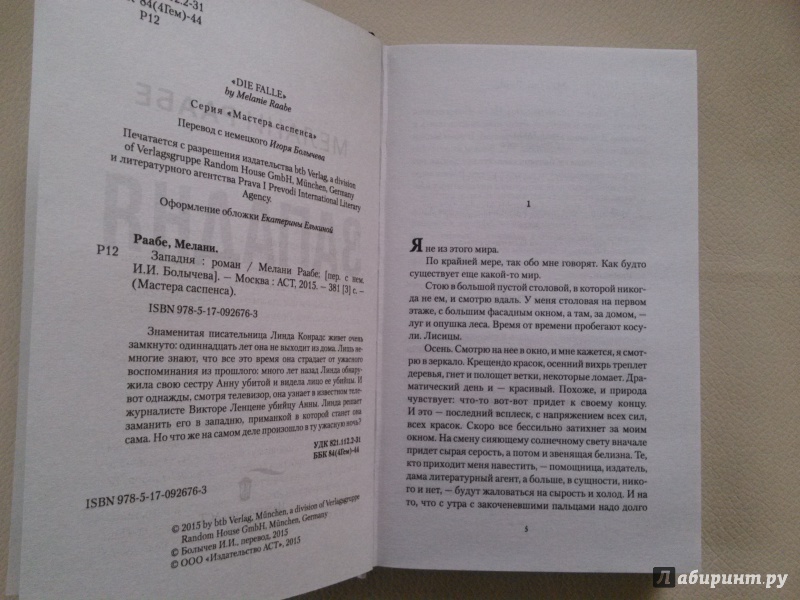 112.2-31
К 84(4Гем)-44
Р12
«DIE FALLE»
by Melanie Raabe
Серия «Мастера саспенса»
Перевод с немецкого Игоря Болычева
Печатается с разрешения издательства btb Verlag, a division
of Verlagsgruppe Random House GmbH, München, Germany
и литературного агентства Prava I Prevodi International Literary
Agency.
Оформление обложки Екатерины Елькиной
Раабе, Мелани.
Р12
Западня : роман / Мелани Раабе; [пер. с нем.
И.И. Болычева]. – Москва : АСТ, 2015. – 381 [3] с. –
(Мастера саспенса).
ISBN 978-5-17-092676-3
Знаменитая писательница Линда Конрадс живет очень
замкнуто: одиннадцать лет она не выходит из дома. Лишь не-
многие знают, что все это время она страдает от ужасного
воспоминания из прошлого: много лет назад Линда обнару-
жила свою сестру Анну убитой и видела лицо ее убийцы. И
вот однажды, смотря телевизор, она узнает в известном теле-
журналисте Викторе Ленцене убийцу Анны. Линда решает
заманить его в западню, приманкой в которой станет она
сама. Но что же на самом деле произошло в ту ужасную ночь?
УДК 821.112.2-31
ББК 84(4Гем)-44
ISBN 978-5-17-092676-3
© 2015 by btb Verlag, München, a division of Verlagsgruppe
Random House GmbH, München, Germany
© Болычев И.И., перевод, 2015
© ООО «Издательство АСТ», 2015
1
Я не из этого мира.
По крайней мере, так обо мне говорят. Как будто
существует еще какой-то мир.
Стою в большой пустой столовой, в которой никог-
да не ем, и смотрю вдаль. У меня столовая на первом
этаже, с большим фасадным окном, а там, за домом, —
луг и опушка леса. Время от времени пробегают косу-
ли. Лисицы.
Осень. Смотрю на нее в окно, и мне кажется, я смот-
рю в зеркало. Крещендо красок, осенний вихрь треплет
деревья, гнет и полощет ветки, некоторые ломает. Дра-
матический день и — красивый. Похоже, и природа
чувствует: что-то вот-вот придет к своему концу.
И это — последний всплеск, с напряжением всех сил,
всех красок. Скоро все бессильно затихнет за моим
окном. На смену сияющему солнечному свету вначале
придет сырая серость, а потом и звенящая белизна. Те,
кто приходит меня навестить, — помощница, издатель,
дама литературный агент, а больше, в сущности, нико-
го и нет, — будут жаловаться на сырость и холод. И на
то, что с утра с закоченевшими пальцами надо долго
5
Лабиринт.ру